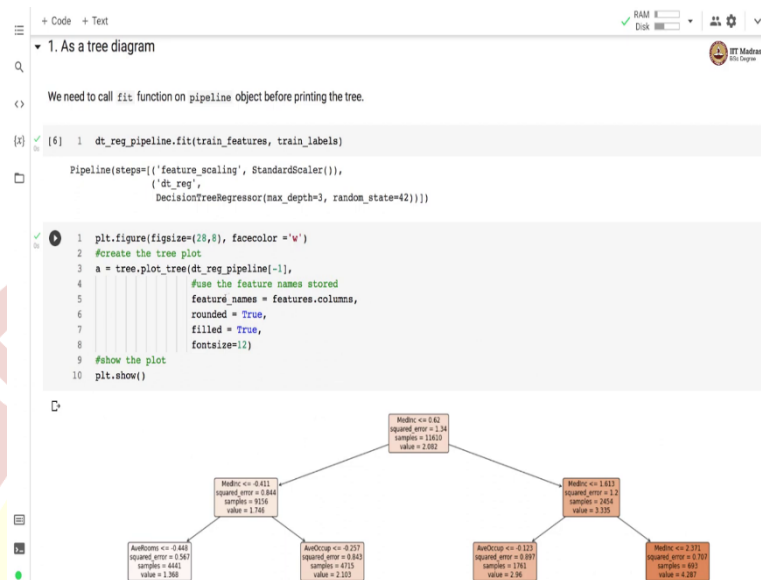 + Code + Text
RAM
Disk
1. As a tree diagram
IIT Madras
BSc Degree
We need to call fit function on pipeline object before printing the tree.
{x}
[6] 1 dt_reg_pipeline.fit(train_features, train_labels)
0s
Pipeline(steps=[('feature_scaling', StandardScaler()),
('dt_reg',
DecisionTreeRegressor(max_depth=3, random_state=42))])
1 plt.figure(figsize=(28,8), facecolor ='w')
0s
2 #create the tree plot
3 a = tree.plot_tree(dt_reg_pipeline[-1],
4 #use the feature names stored
5 feature_names = features.columns,
6 rounded = True,
7 filled = True,
8 fontsize=12)
9 #show the plot
10 plt.show()
MedInc <= 0.62
squared_error = 1.34
samples = 11610
value = 2.082
MedInc <= -0.411
squared_error = 0.844
samples = 9156
value = 1.746
MedInc <= 1.613
squared_error = 1.2
samples = 2454
value = 3.335
AveRooms <= -0.448
squared_error = 0.567
samples = 4441
value = 1.368
AveOccup <= -0.257
squared_error = 0.843
samples = 4715
value = 2.103
AveOccup <= -0.123
squared_error = 0.897
samples = 1761
value = 2.96
MedInc <= 2.371
squared_error = 0.707
samples = 693
value = 4.287